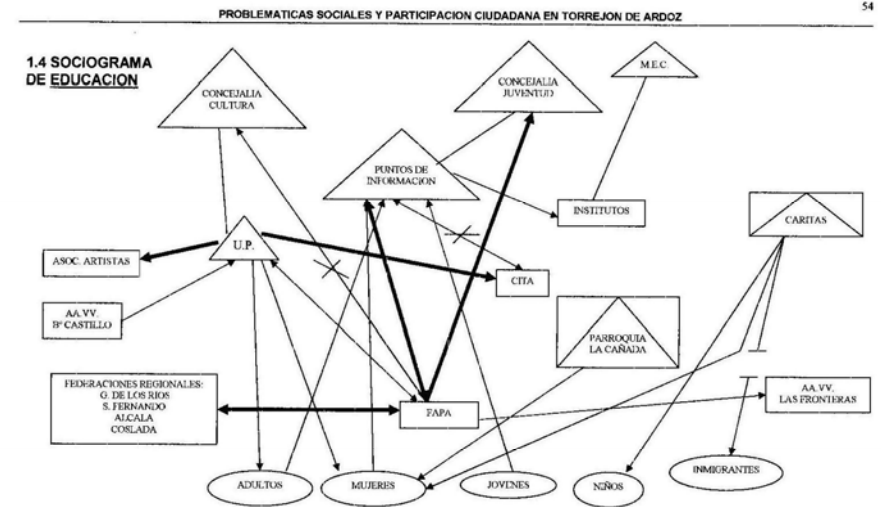 54
PROBLEMATICAS SOCIALES Y PARTICIPACION CIUDADANA EN TORREJON DE ARDOZ
1.4 SOCIOGRAMA
DE EDUCACION
CONCEJALIA
CULTURA
CONCEJALIA
JUVENTUD
M.E.C.
PUNTOS DE
INFORMACION
INSTITUTOS
CARITAS
U.P.
ASOC. ARTISTAS
CITA
AA.VV.
Bº CASTILLO
PARROQUIA
LA CAÑADA
FEDERACIONES REGIONALES:
G. DE LOS RIOS
S. FERNANDO
ALCALA
COSLADA
FAPA
AA.VV.
LAS FRONTERAS
ADULTOS
MUJERES
JOVENES
NIÑOS
INMIGRANTES